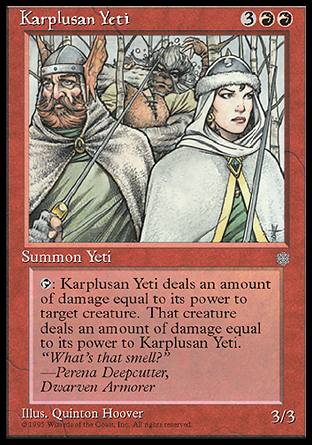 Karplusan Yeti 3
Summon Yeti
: Karplusan Yeti deals an amount
of damage equal to its power to
target creature. That creature
deals an amount of damage equal
to its power to Karplusan Yeti.
“What's that smell?”
—Perena Deepcutter,
Dwarven Armorer
Illus. Quinton Hoover
©1995 Wizards of the Coast, Inc. All rights reserved.
3/3